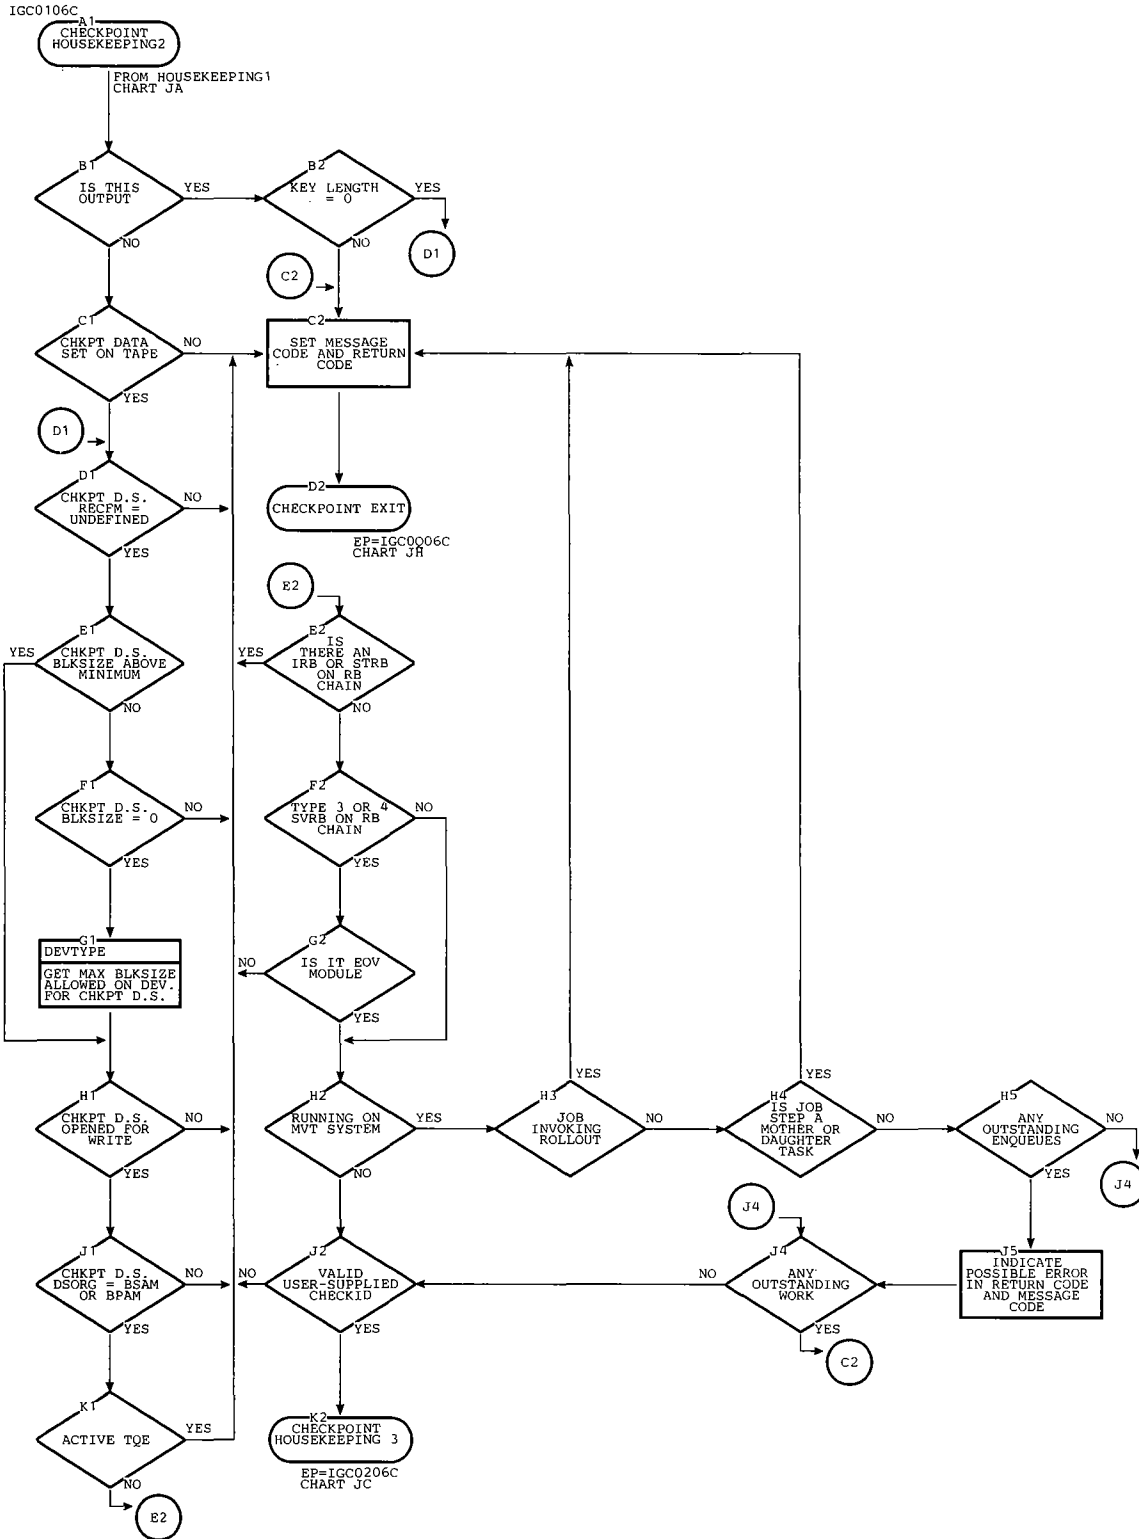 IGC0106C
A1
CHECKPOINT
HOUSEKEEPING2
FROM HOUSEKEEPING1
CHART JA
B1
IS THIS
OUTPUT
YES
NO
B2
KEY LENGTH
= 0
YES
NO
D1
C2
C1
CHKPT DATA
SET ON TAPE
NO
YES
C2
SET MESSAGE
CODE AND RETURN
CODE
D1
D1
CHKPT D.S.
RECFM =
UNDEFINED
NO
YES
D2
CHECKPOINT EXIT
EP=IGC0006C
CHART JH
E2
E1
YES
CHKPT D.S.
BLKSIZE ABOVE
MINIMUM
NO
E2
YES
IS
THERE AN
IRB OR STRB
ON RB
CHAIN
NO
F1
CHKPT D.S.
BLKSIZE = 0
NO
YES
F2
TYPE 3 OR 4
SVRB ON RB
CHAIN
NO
YES
G1
DEVTYPE
GET MAX BLKSIZE
ALLOWED ON DEV.
FOR CHKPT D.S.
G2
NO
IS IT EOV
MODULE
YES
H1
CHKPT D.S.
OPENED FOR
WRITE
NO
YES
H2
RUNNING ON
MVT SYSTEM
YES
NO
H3
YES
JOB
INVOKING
ROLLOUT
NO
H4
YES
IS JOB
STEP A
MOTHER OR
DAUGHTER
TASK
NO
H5
ANY
OUTSTANDING
ENQUEUES
NO
YES
J4
J4
J1
CHKPT D.S.
DSORG = BSAM
OR BPAM
NO
YES
J2
NO
VALID
USER-SUPPLIED
CHECKID
YES
J4
NO
ANY
OUTSTANDING
WORK
YES
C2
J5
INDICATE
POSSIBLE ERROR
IN RETURN CODE
AND MESSAGE
CODE
K1
ACTIVE TQE
YES
NO
E2
K2
CHECKPOINT
HOUSEKEEPING 3
EP=IGC0206C
CHART JC